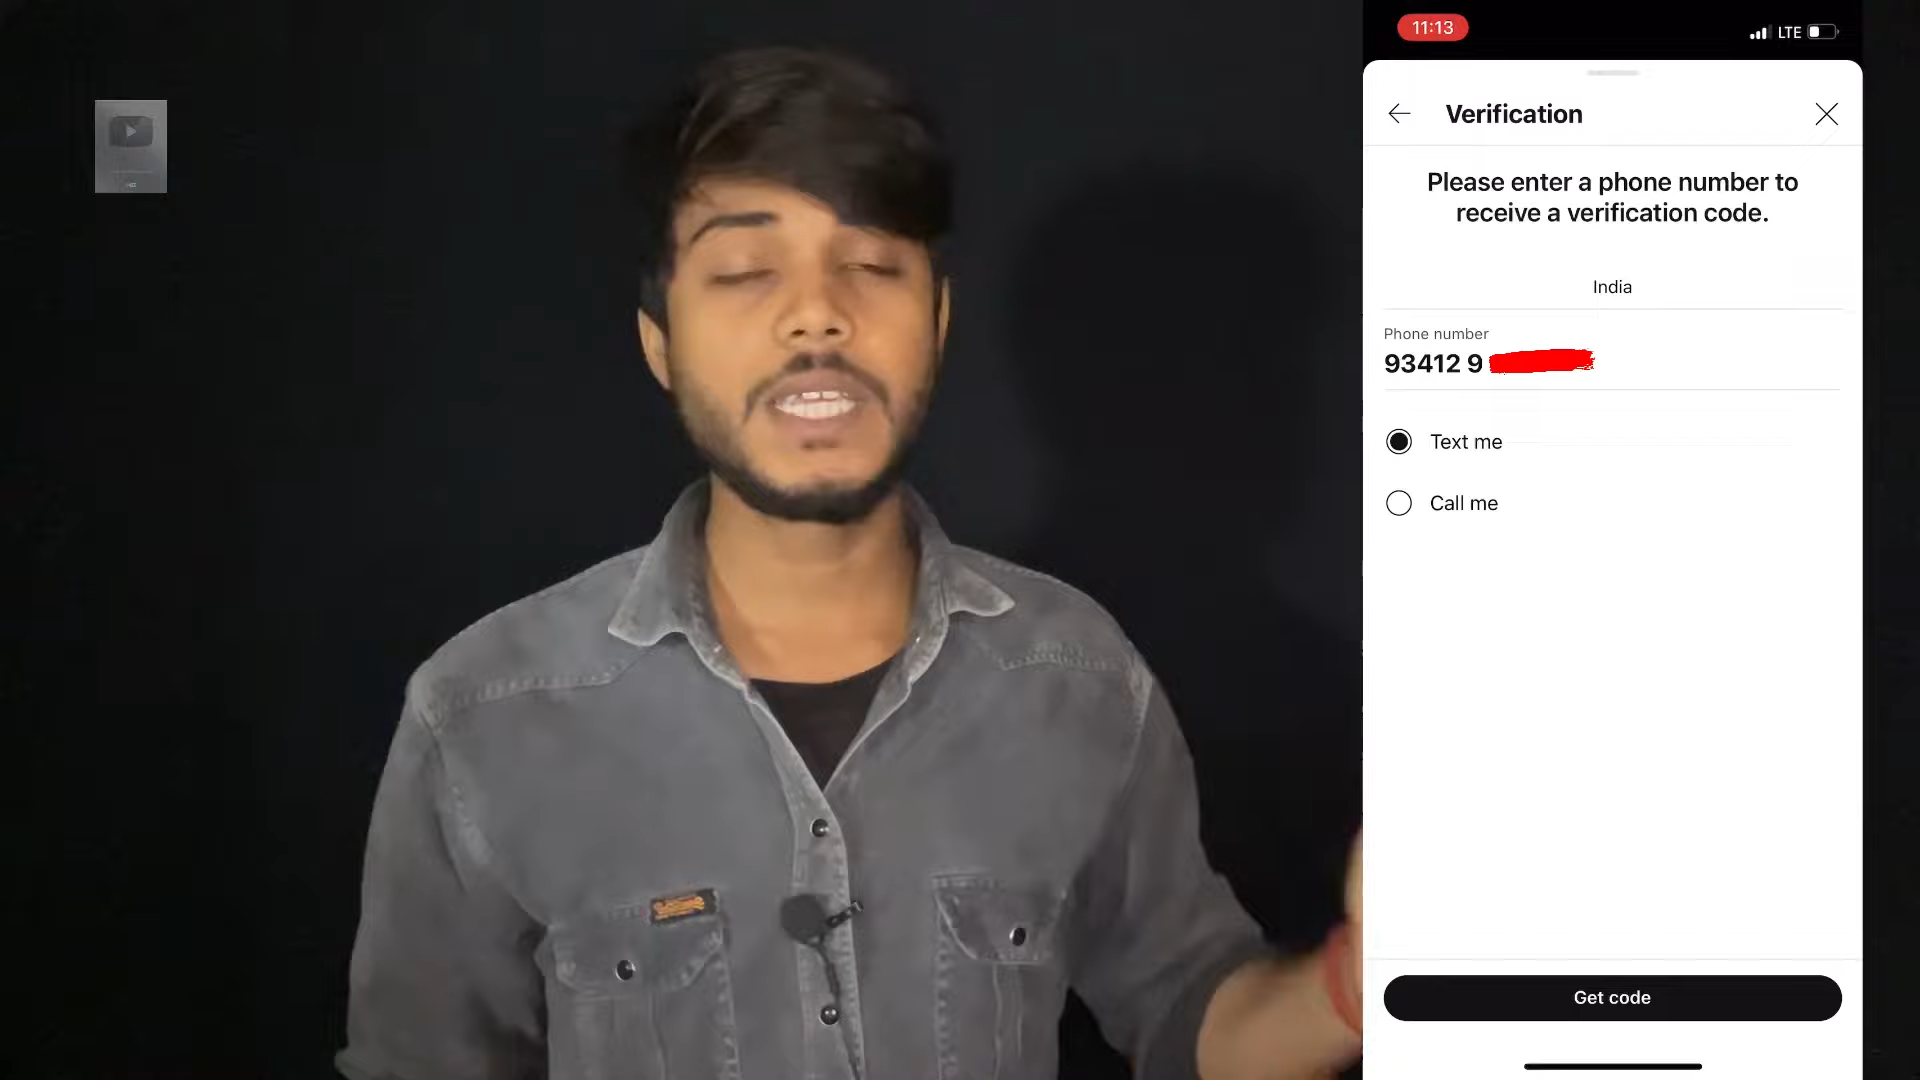 11:13
LTE
Verification
Please enter a phone number to
receive a verification code.
India
Phone number
93412 9
Text me
Call me
Get code